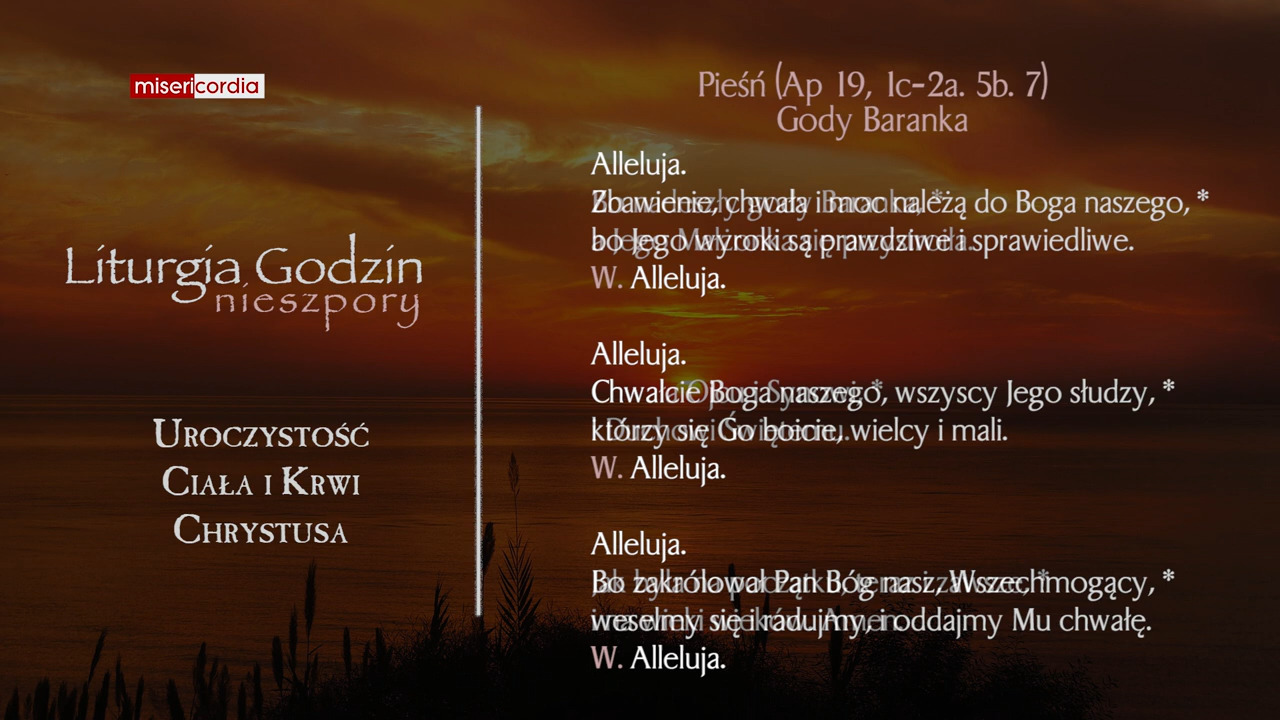 misericordia
Liturgia Godzin
nieszpory
Uroczystość
Ciała i Krwi
Chrystusa
Pieśń (Ap 19, 1c-2a. 5b. 7)
Gody Baranka
Alleluja.
Zbawienie, chwała i moc należą do Boga naszego, *
bo Jego wyroki są prawdziwe i sprawiedliwe.
W. Alleluja.
Alleluja.
Chwalcie Boga naszego, wszyscy Jego słudzy, *
którzy się Go boicie, wielcy i mali.
W. Alleluja.
Alleluja.
Bo zakrólował Pan Bóg nasz, Wszechmogący, *
weselmy się i radujmy, i oddajmy Mu chwałę.
W. Alleluja.